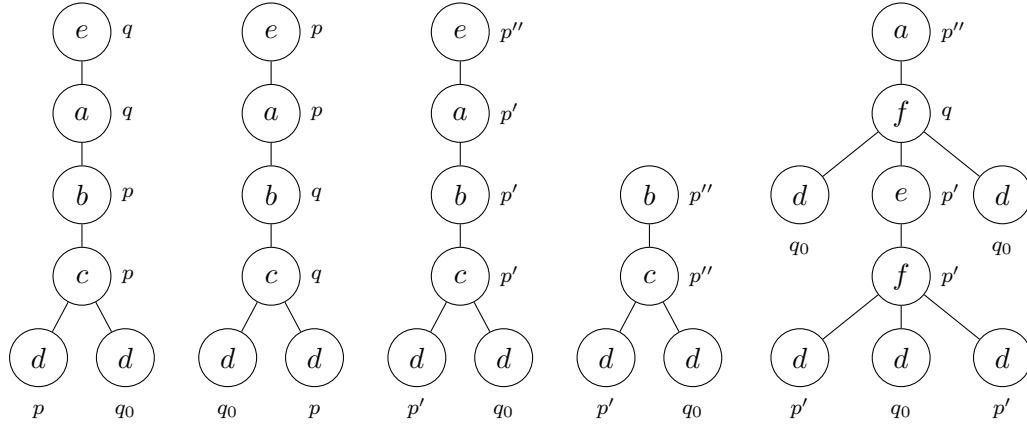 e q e p e p'' a p''
a q a p a p' f q
b p b q b p' b p'' d e p' d
q₀ q₀
c p c q c p' c p'' f p'
d d d d d d d d d d d
p q₀ q₀ p p' q₀ p' q₀ p' q₀ p'